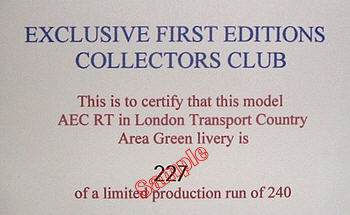 EXCLUSIVE FIRST EDITIONS
COLLECTORS CLUB
This is to certify that this model
AEC RT in London Transport Country
Area Green livery is
227
Sample
of a limited production run of 240